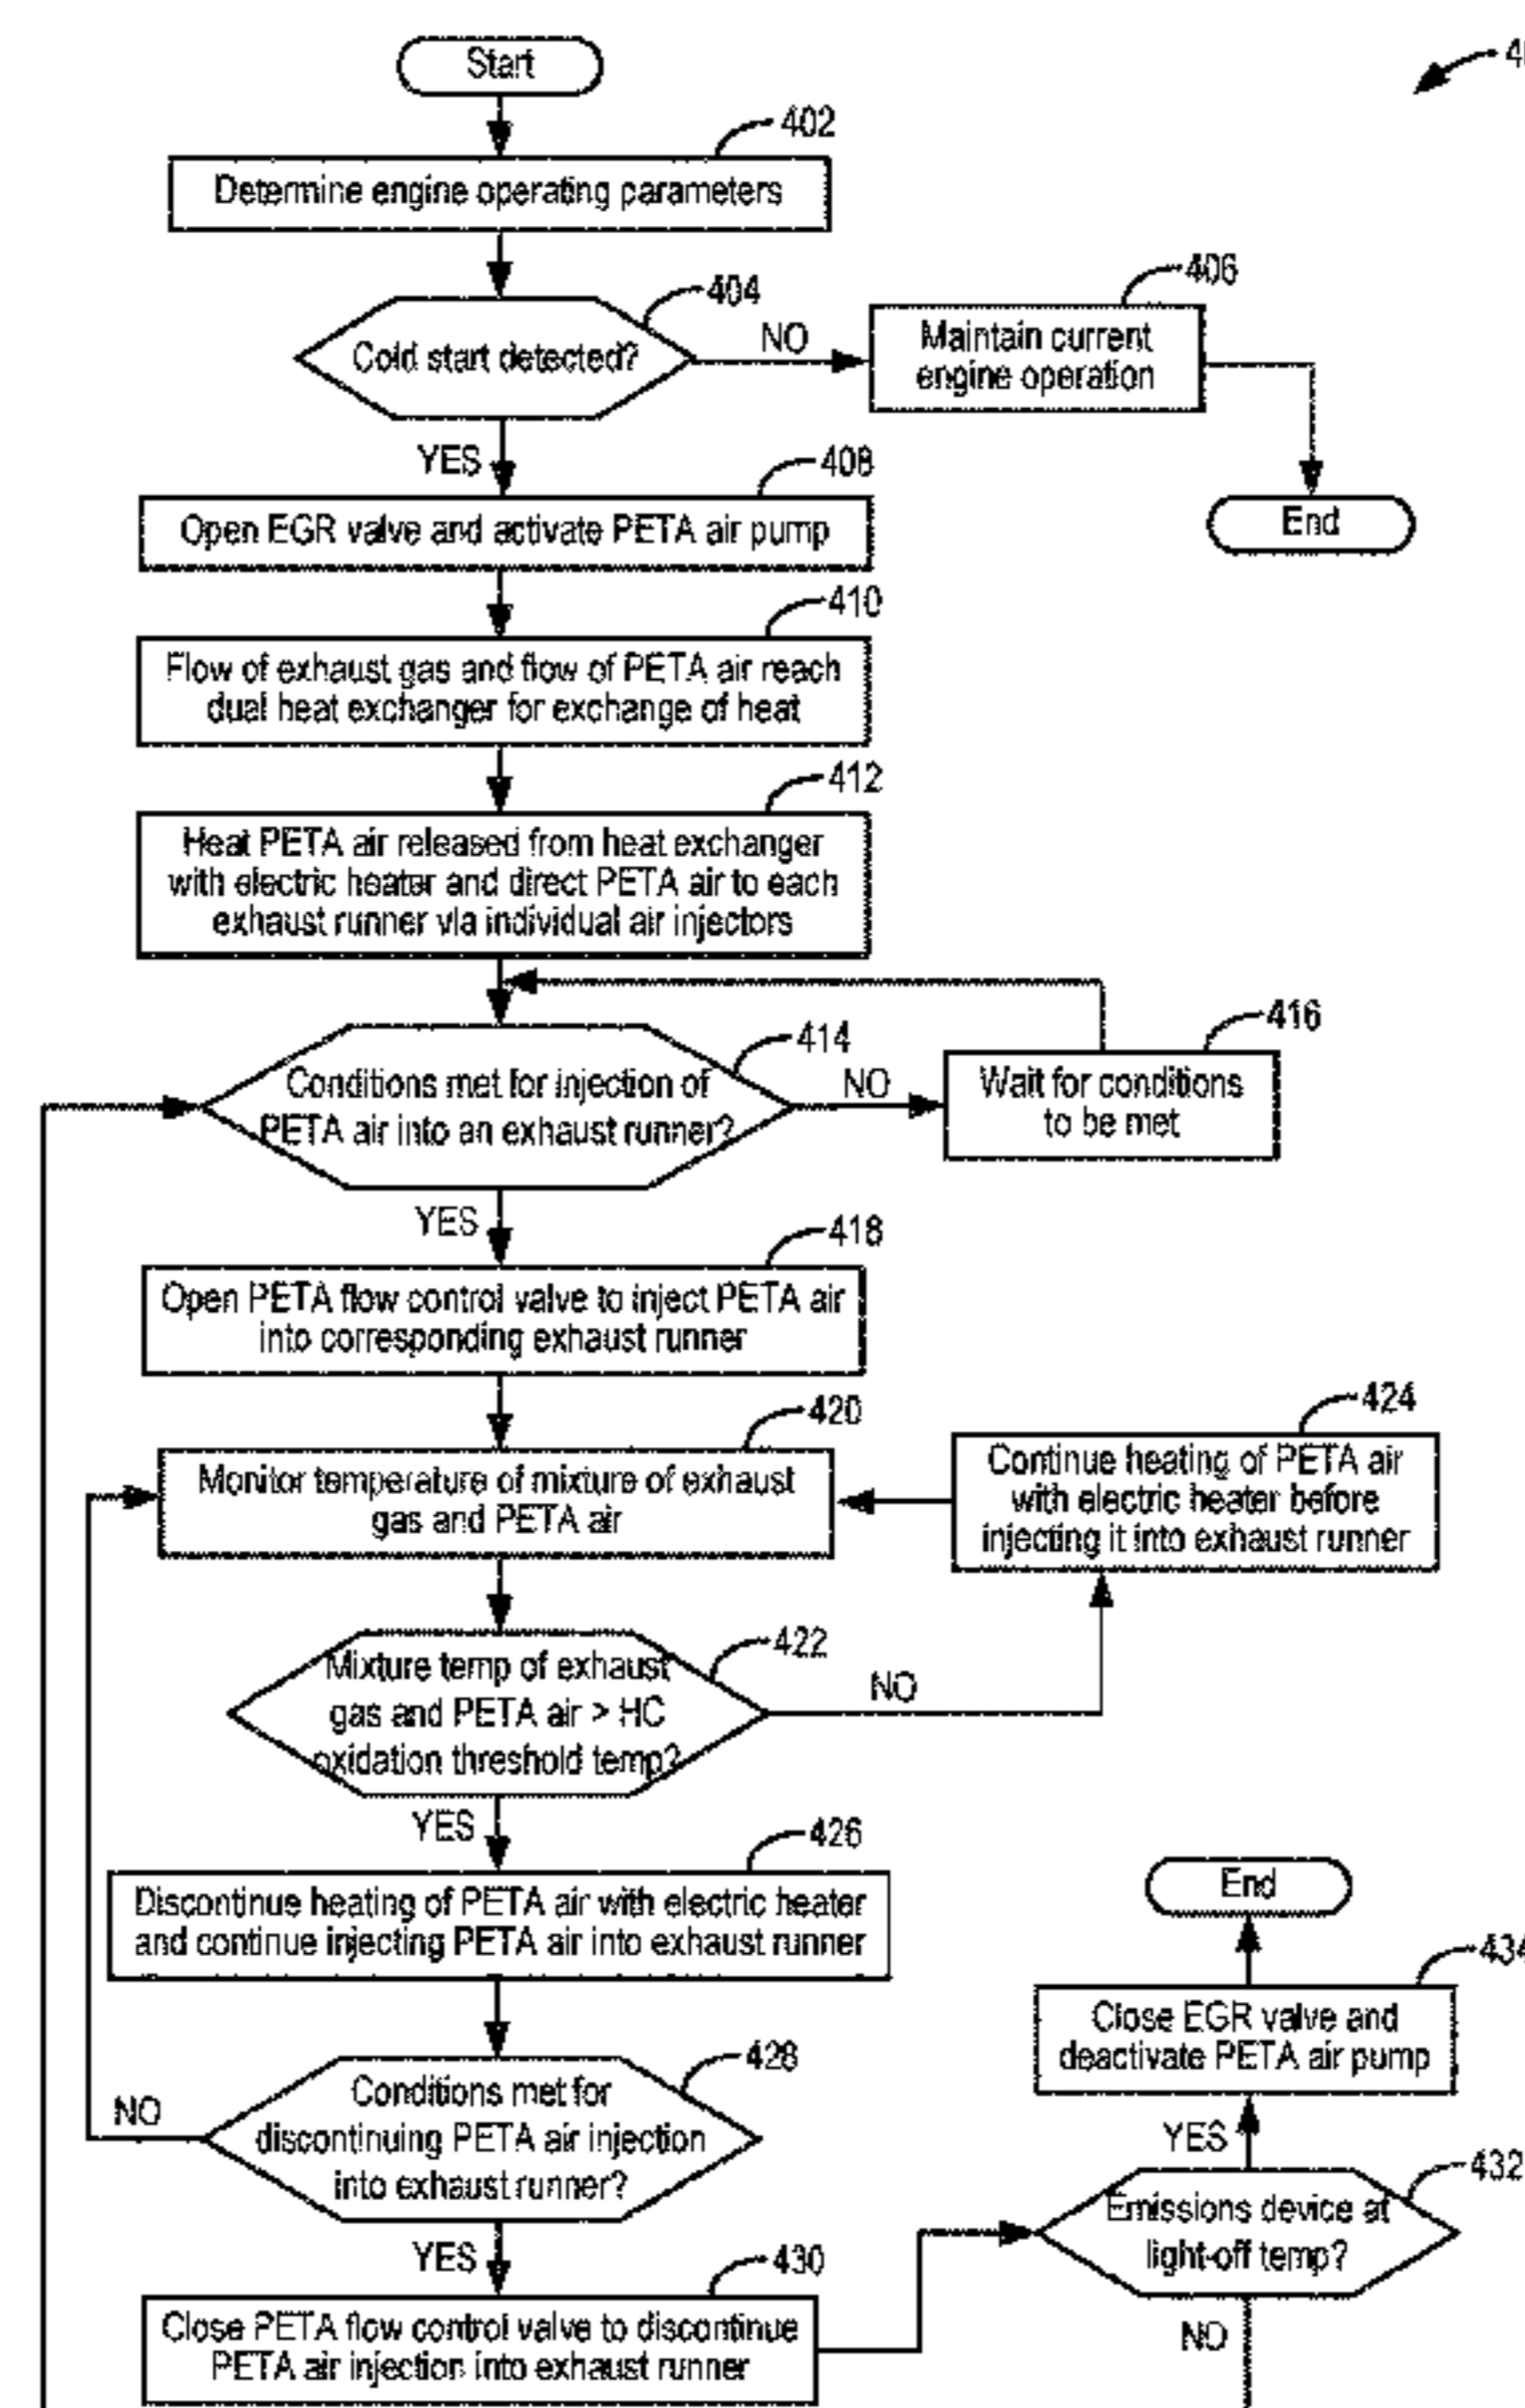 Start
40
402
Determine engine operating parameters
404
Cold start detected?
NO
406
Maintain current
engine operation
End
YES
408
Open EGR valve and activate PETA air pump
410
Flow of exhaust gas and flow of PETA air reach
dual heat exchanger for exchange of heat
412
Heat PETA air released from heat exchanger
with electric heater and direct PETA air to each
exhaust runner via individual air injectors
414
Conditions met for injection of
PETA air into an exhaust runner?
NO
416
Wait for conditions
to be met
YES
418
Open PETA flow control valve to inject PETA air
into corresponding exhaust runner
420
Monitor temperature of mixture of exhaust
gas and PETA air
424
Continue heating of PETA air
with electric heater before
injecting it into exhaust runner
422
Mixture temp of exhaust
gas and PETA air > HC
oxidation threshold temp?
NO
YES
426
Discontinue heating of PETA air with electric heater
and continue injecting PETA air into exhaust runner
428
Conditions met for
discontinuing PETA air injection
into exhaust runner?
NO
YES
430
Close PETA flow control valve to discontinue
PETA air injection into exhaust runner
432
Emissions device at
light-off temp?
NO
YES
434
Close EGR valve and
deactivate PETA air pump
End